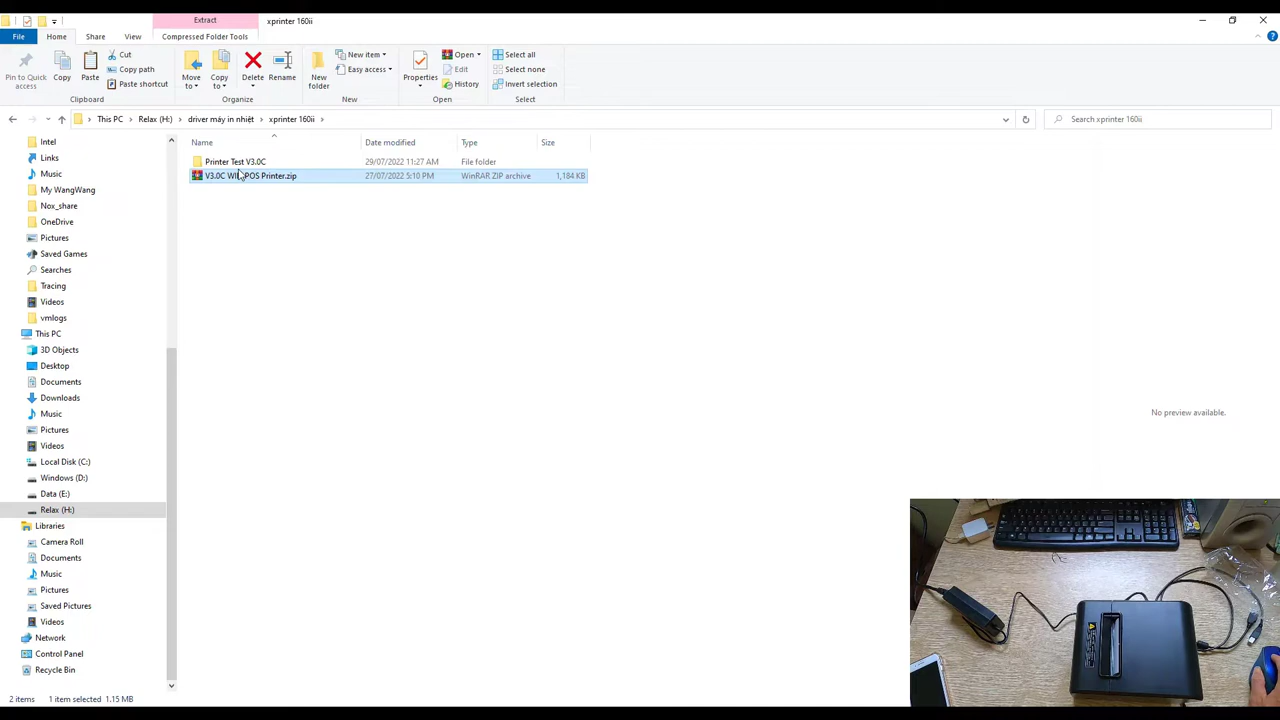 Extract
xprinter 160ii
File
Home
Share
View
Compressed Folder Tools
Pin to Quick access
Copy
Paste
Cut
Copy path
Paste shortcut
Clipboard
Move to
Copy to
Delete
Rename
Organize
New folder
New item
Easy access
New
Properties
Open
Edit
History
Open
Select all
Select none
Invert selection
Select
This PC
Relax (H:)
driver máy in nhiệt
xprinter 160ii
Search xprinter 160ii
Name
Date modified
Type
Size
Printer Test V3.0C
29/07/2022 11:27 AM
File folder
V3.0C WIN POS Printer.zip
27/07/2022 5:10 PM
WinRAR ZIP archive
1,184 KB
Intel
Links
Music
My WangWang
Nox_share
OneDrive
Pictures
Saved Games
Searches
Tracing
Videos
vmlogs
This PC
3D Objects
Desktop
Documents
Downloads
Music
Pictures
Videos
Local Disk (C:)
Windows (D:)
Data (E:)
Relax (H:)
Libraries
Camera Roll
Documents
Music
Pictures
Saved Pictures
Videos
Network
Control Panel
Recycle Bin
No preview available.
2 items
1 item selected 1.15 MB